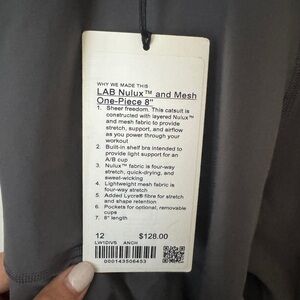 WHY WE MADE THIS
LAB Nulux™ and Mesh
One-Piece 8"
1. Sheer freedom. This catsuit is
constructed with layered Nulux™
and mesh fabric to provide
stretch, support, and airflow
as you power through your
workout
2. Built-in shelf bra intended to
provide light support for an
A/B cup
3. Nulux™ fabric is four-way
stretch, quick-drying, and
sweat-wicking
4. Lightweight mesh fabric is
four-way stretch
5. Added Lycra® fibre for stretch
and shape retention
6. Pockets for optional, removable
cups
7. 8" length
12 $128.00
LW1DIVS ANCH
000143506453